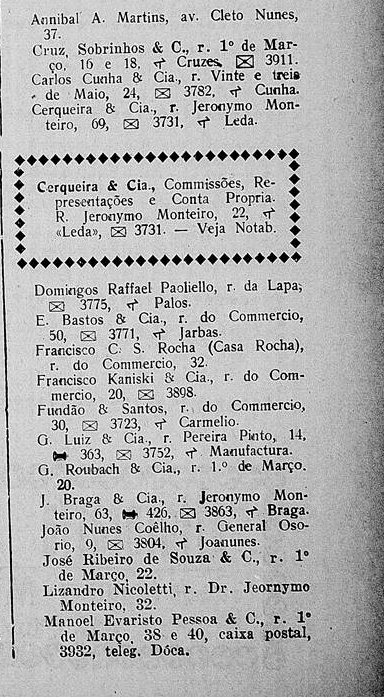 Annibal A. Martins, av. Cleto Nunes,
37.
Cruz, Sobrinhos & C., r. 1º de Mar-
ço, 16 e 18, Cruzes, ✉ 3911.
Carlos Cunha & Cia., r. Vinte e treis
de Maio, 24, ✉ 3782, Cunha.
Cerqueira & Cia., r. Jeronymo Mon-
teiro, 69, ✉ 3731, Leda.
Cerqueira & Cia., Commissões, Re-
presentações e Conta Propria.
R. Jeronymo Monteiro, 22,
«Leda», ✉ 3731. — Veja Notab.
Domingos Raffael Paoliello, r. da Lapa,
✉ 3775, Palos.
E. Bastos & Cia., r. do Commercio,
50, ✉ 3771, Jarbas.
Francisco C. S. Rocha (Casa Rocha),
r. do Commercio, 32.
Francisco Kaniski & Cia., r. do Com-
mercio, 20, ✉ 3898.
Fundão & Santos, r. do Commercio,
30, ✉ 3723, Carmelio.
G. Luiz & Cia., r. Pereira Pinto, 14,
☎ 363, ✉ 3752, Manufactura.
G. Roubach & Cia., r. 1.º de Março,
20.
J. Braga & Cia., r. Jeronymo Mon-
teiro, 63, ☎ 426, ✉ 3863, Braga.
João Nunes Coêlho, r. General Oso-
rio, 9, ✉ 3804, Joanunes.
José Ribeiro de Souza & C., r. 1º
de Março, 22.
Lizandro Nicoletti, r. Dr. Jeornymo
Monteiro, 32.
Manoel Evaristo Pessoa & C., r. 1º
de Março, 38 e 40, caixa postal,
3932, teleg. Dóca.